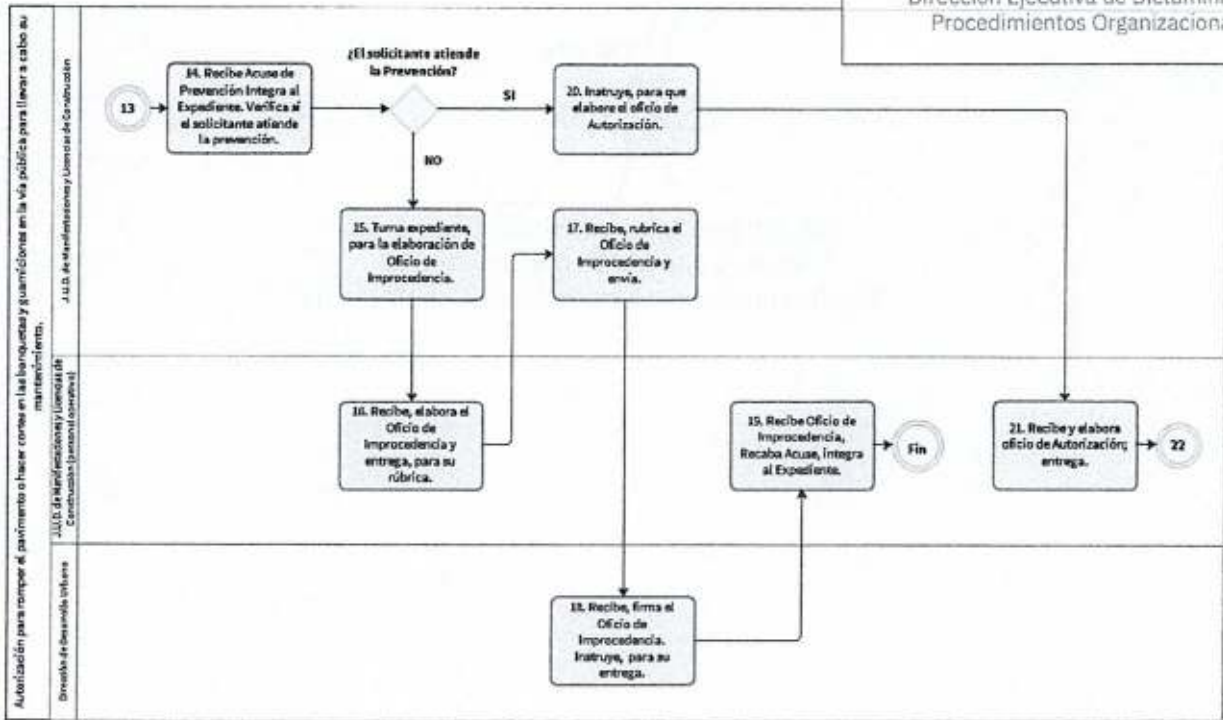 Dirección Ejecutiva de
Procedimientos Organizaciona
Autorización para romper el pavimento o hacer cortes en las banquetas y guarniciones en la vía pública para llevar a cabo su
mantenimiento.
J.U.D. de Manifestaciones y Licencias de Construcción
13
14. Recibe Acuse de
Prevención Integra al
Expediente. Verifica si
el solicitante atiende
la prevención.
¿El solicitante atiende
la Prevención?
SI
NO
20. Instruye, para que
elabore el oficio de
Autorización.
15. Turna expediente,
para la elaboración de
Oficio de
Improcedencia.
17. Recibe, rubrica el
Oficio de
Improcedencia y
envía.
J.U.D. de Manifestaciones y Licencias de
Construcción (personal operativo)
16. Recibe, elabora el
Oficio de
Improcedencia y
entrega, para su
rúbrica.
19. Recibe Oficio de
Improcedencia,
Recaba Acuse, integra
al Expediente.
Fin
21. Recibe y elabora
oficio de Autorización;
entrega.
22
Dirección de Desarrollo Urbano
18. Recibe, firma el
Oficio de
Improcedencia.
Instruye, para su
entrega.